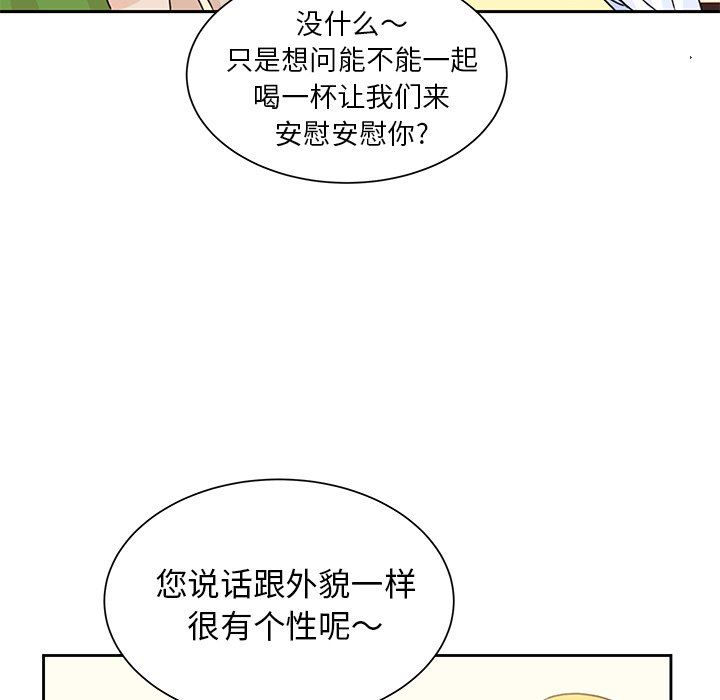 没什么～
只是想问能不能一起
喝一杯让我们来
安慰安慰你?
您说话跟外貌一样
很有个性呢～